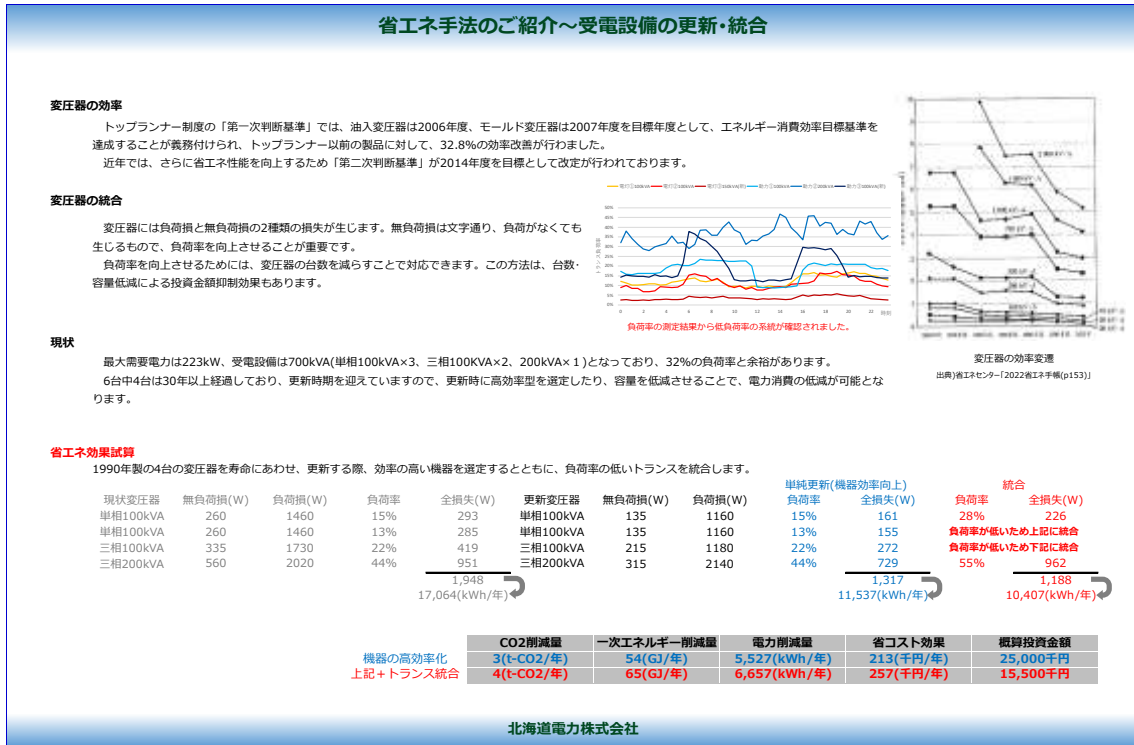 省エネ手法のご紹介～受電設備の更新・統合
変圧器の効率
トップランナー制度の「第一次判断基準」では、油入変圧器は2006年度、モールド変圧器は2007年度を目標年度として、エネルギー消費効率目標基準を
達成することが義務付けられ、トップランナー以前の製品に対して、32.8%の効率改善が行わました。
近年では、さらに省エネ性能を向上するため「第二次判断基準」が2014年度を目標として改定が行われております。
変圧器の統合
変圧器には負荷損と無負荷損の2種類の損失が生じます。無負荷損は文字通り、負荷がなくても
生じるもので、負荷率を向上させることが重要です。
負荷率を向上させるためには、変圧器の台数を減らすことで対応できます。この方法は、台数・
容量低減による投資金額抑制効果もあります。
50%
45%
40%
35%
30%
25%
20%
15%
10%
5%
0%
0 2 4 6 8 10 12 14 16 18 20 22
負荷率の測定結果から低負荷率の系統が確認されました。
変圧器の効率変遷
出典)省エネセンター「2022省エネ手帳(p153)」
現状
最大需要電力は223kW、受電設備は700kVA(単相100kVA×3、三相100KVA×2、200kVA×１)となっており、32%の負荷率と余裕があります。
6台中4台は30年以上経過しており、更新時期を迎えていますので、更新時に高効率型を選定したり、容量を低減させることで、電力消費の低減が可能とな
ります。
省エネ効果試算
1990年製の4台の変圧器を寿命にあわせ、更新する際、効率の高い機器を選定するとともに、負荷率の低いトランスを統合します。
単純更新(機器効率向上) 統合
現状変圧器 無負荷損(W) 負荷損(W) 負荷率 全損失(W) 更新変圧器 無負荷損(W) 負荷損(W) 負荷率 全損失(W) 負荷率 全損失(W)
単相100kVA 260 1460 15% 293 単相100kVA 135 1160 15% 161 28% 226
単相100kVA 260 1460 13% 285 単相100kVA 135 1160 13% 155 負荷率が低いため上記に統合
三相100kVA 335 1730 22% 419 三相100kVA 215 1180 22% 272 負荷率が低いため下記に統合
三相200kVA 560 2020 44% 951 三相200kVA 315 2140 44% 729 55% 962
1,948 1,317 1,188
17,064(kWh/年) 11,537(kWh/年) 10,407(kWh/年)
CO2削減量 一次エネルギー削減量 電力削減量 省コスト効果 概算投資金額
機器の高効率化 3(t-CO2/年) 54(GJ/年) 5,527(kWh/年) 213(千円/年) 25,000千円
上記＋トランス統合 4(t-CO2/年) 65(GJ/年) 6,657(kWh/年) 257(千円/年) 15,500千円
北海道電力株式会社